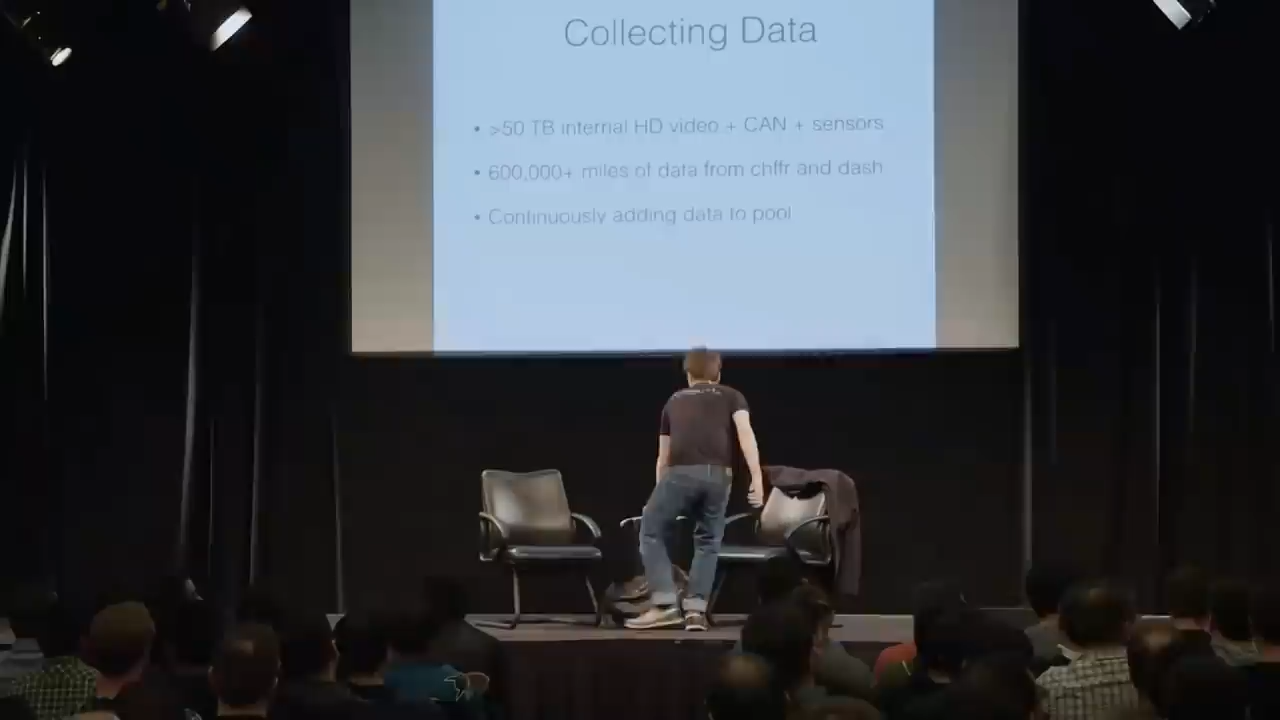 Collecting Data
• >50 TB internal HD video + CAN + sensors
• 600,000+ miles of data from chffr and dash
• Continuously adding data to pool